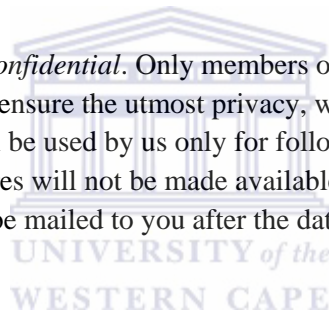 onfidential. Only members o
ensure the utmost privacy, w
be used by us only for follo
es will not be made available
be mailed to you after the dat
UNIVERSITY of the
WESTERN CAPE